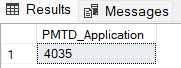 Results Messages
PMTD_Application
1 4035